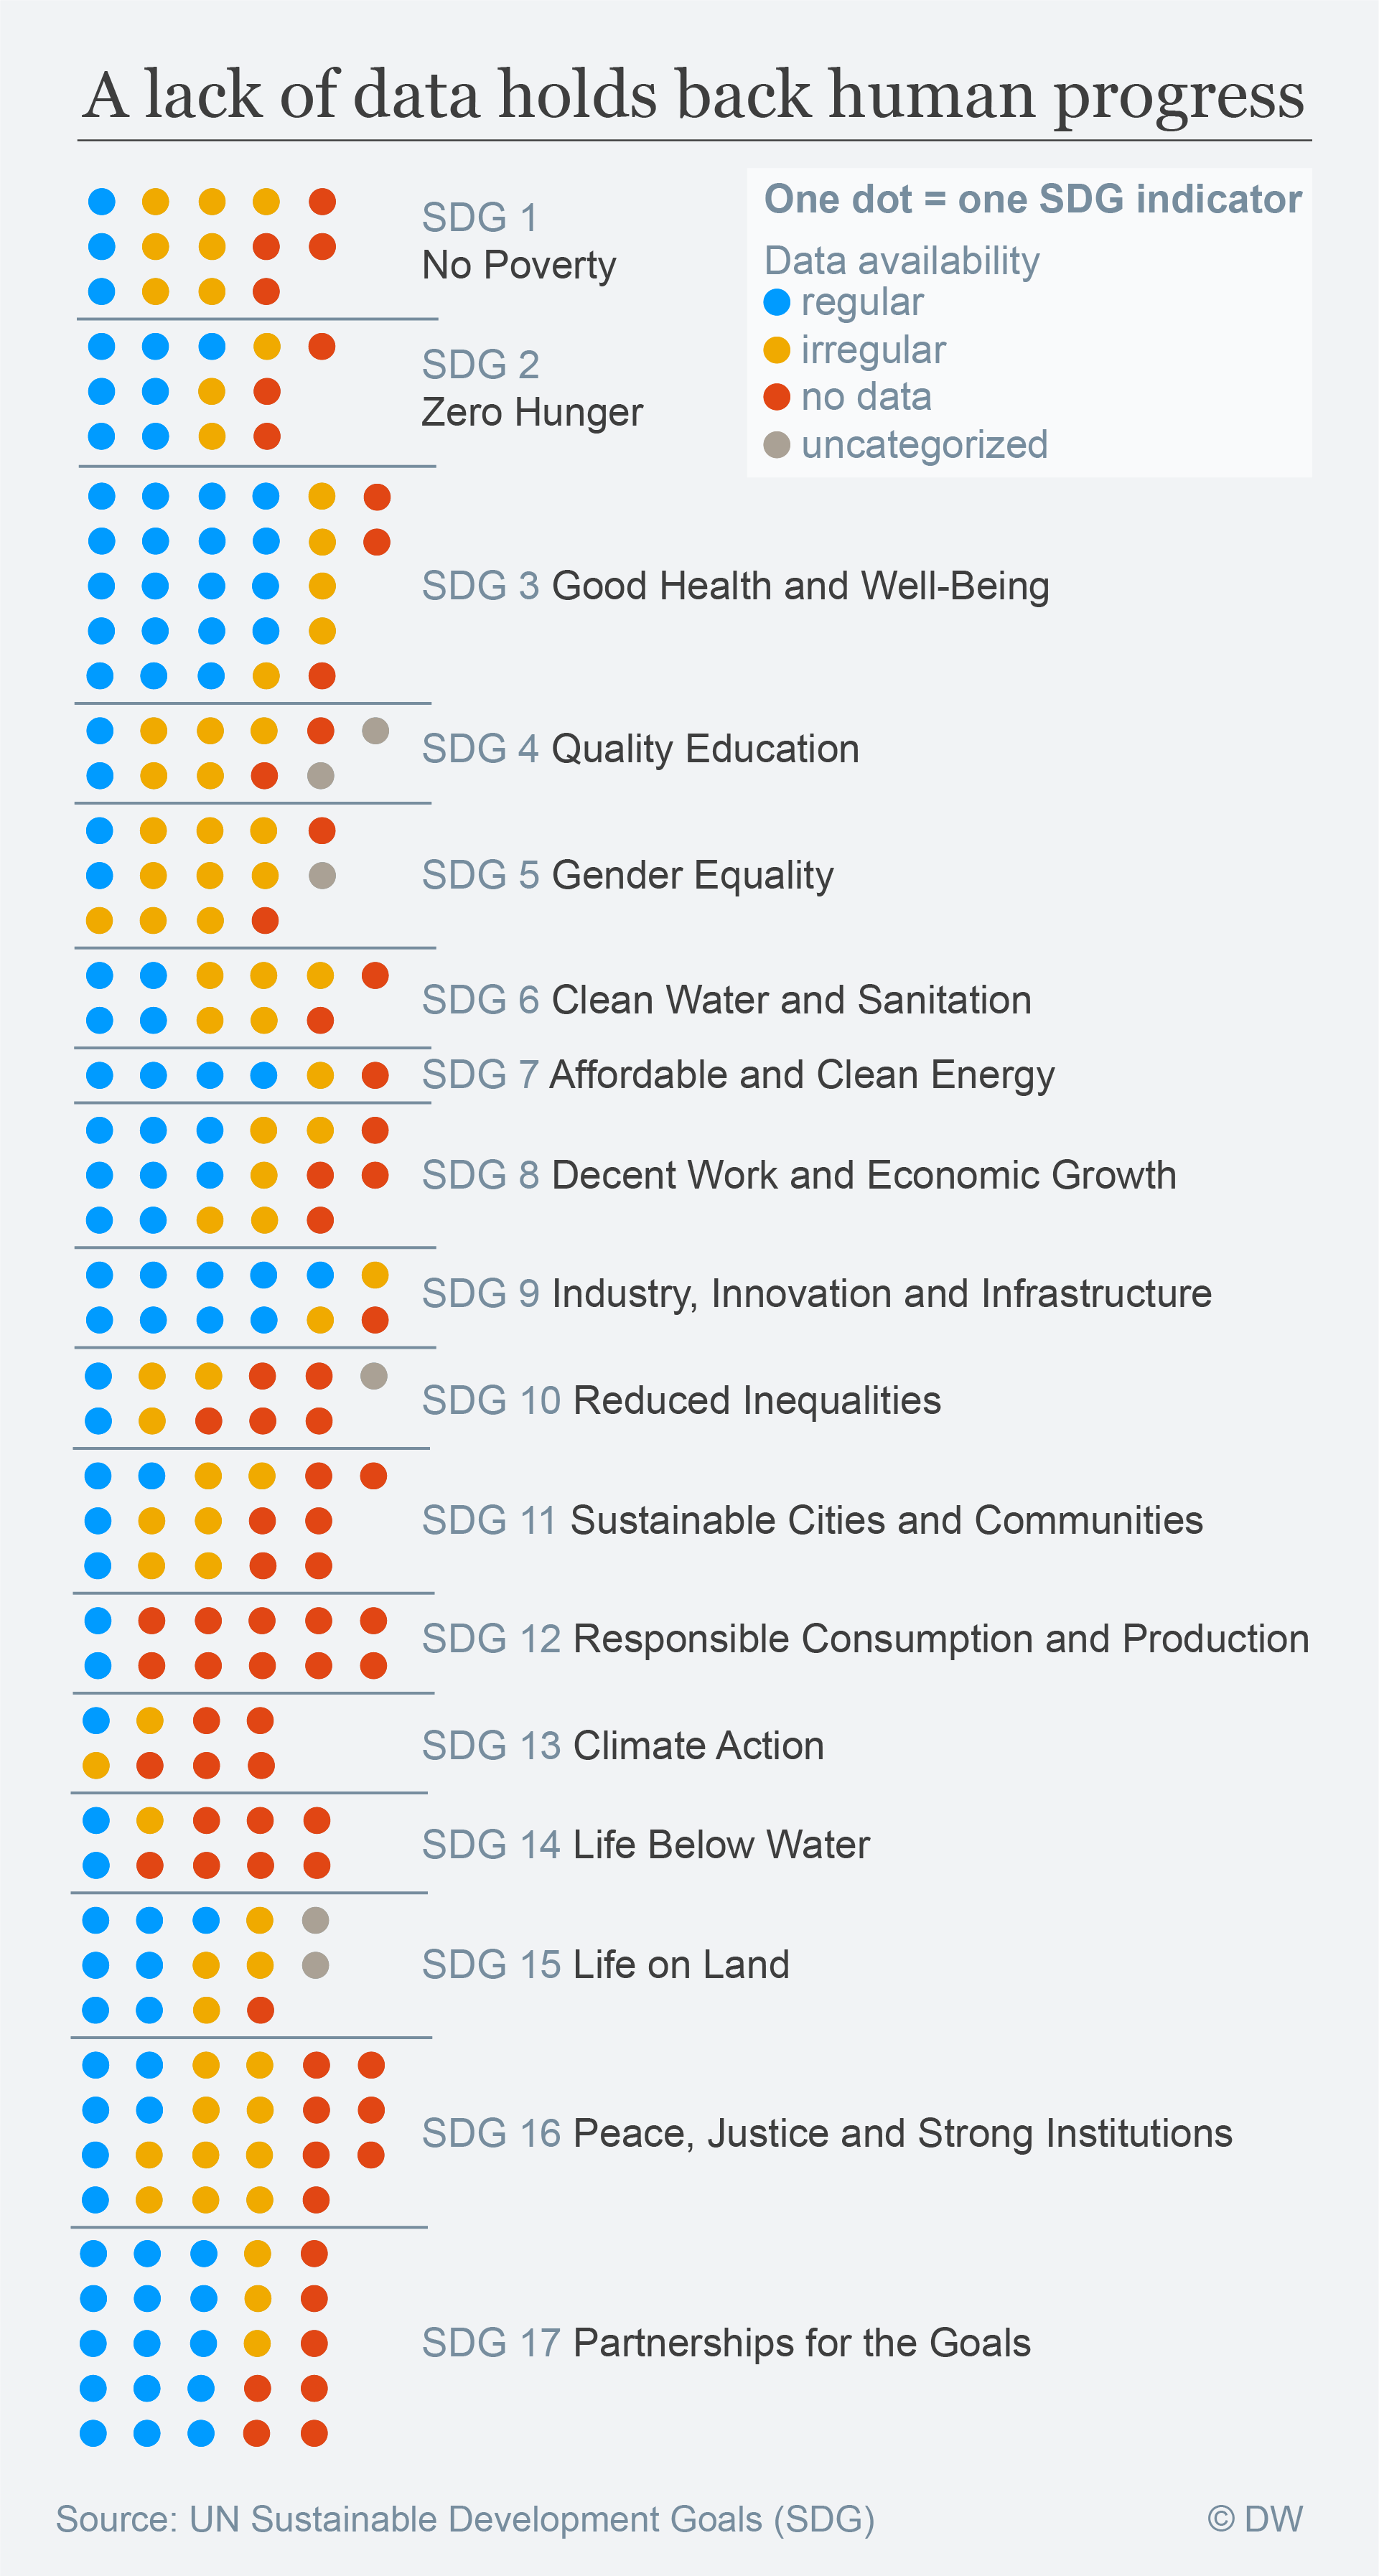 A lack of data holds back human progress
One dot = one SDG indicator
Data availability
regular
irregular
no data
uncategorized
SDG 1
No Poverty
SDG 2
Zero Hunger
SDG 3 Good Health and Well-Being
SDG 4 Quality Education
SDG 5 Gender Equality
SDG 6 Clean Water and Sanitation
SDG 7 Affordable and Clean Energy
SDG 8 Decent Work and Economic Growth
SDG 9 Industry, Innovation and Infrastructure
SDG 10 Reduced Inequalities
SDG 11 Sustainable Cities and Communities
SDG 12 Responsible Consumption and Production
SDG 13 Climate Action
SDG 14 Life Below Water
SDG 15 Life on Land
SDG 16 Peace, Justice and Strong Institutions
SDG 17 Partnerships for the Goals
Source: UN Sustainable Development Goals (SDG)
© DW